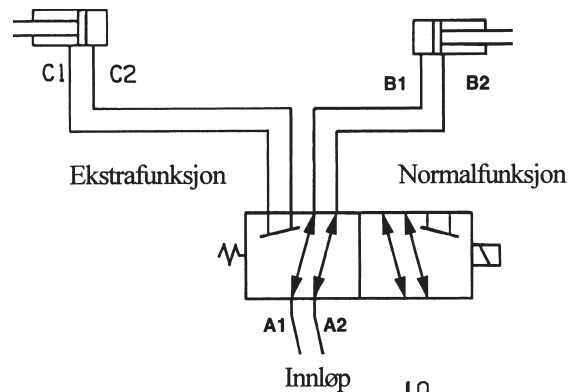 C1 C2
B1 B2
Ekstrafunksjon
Normalfunksjon
A1 A2
Innløp